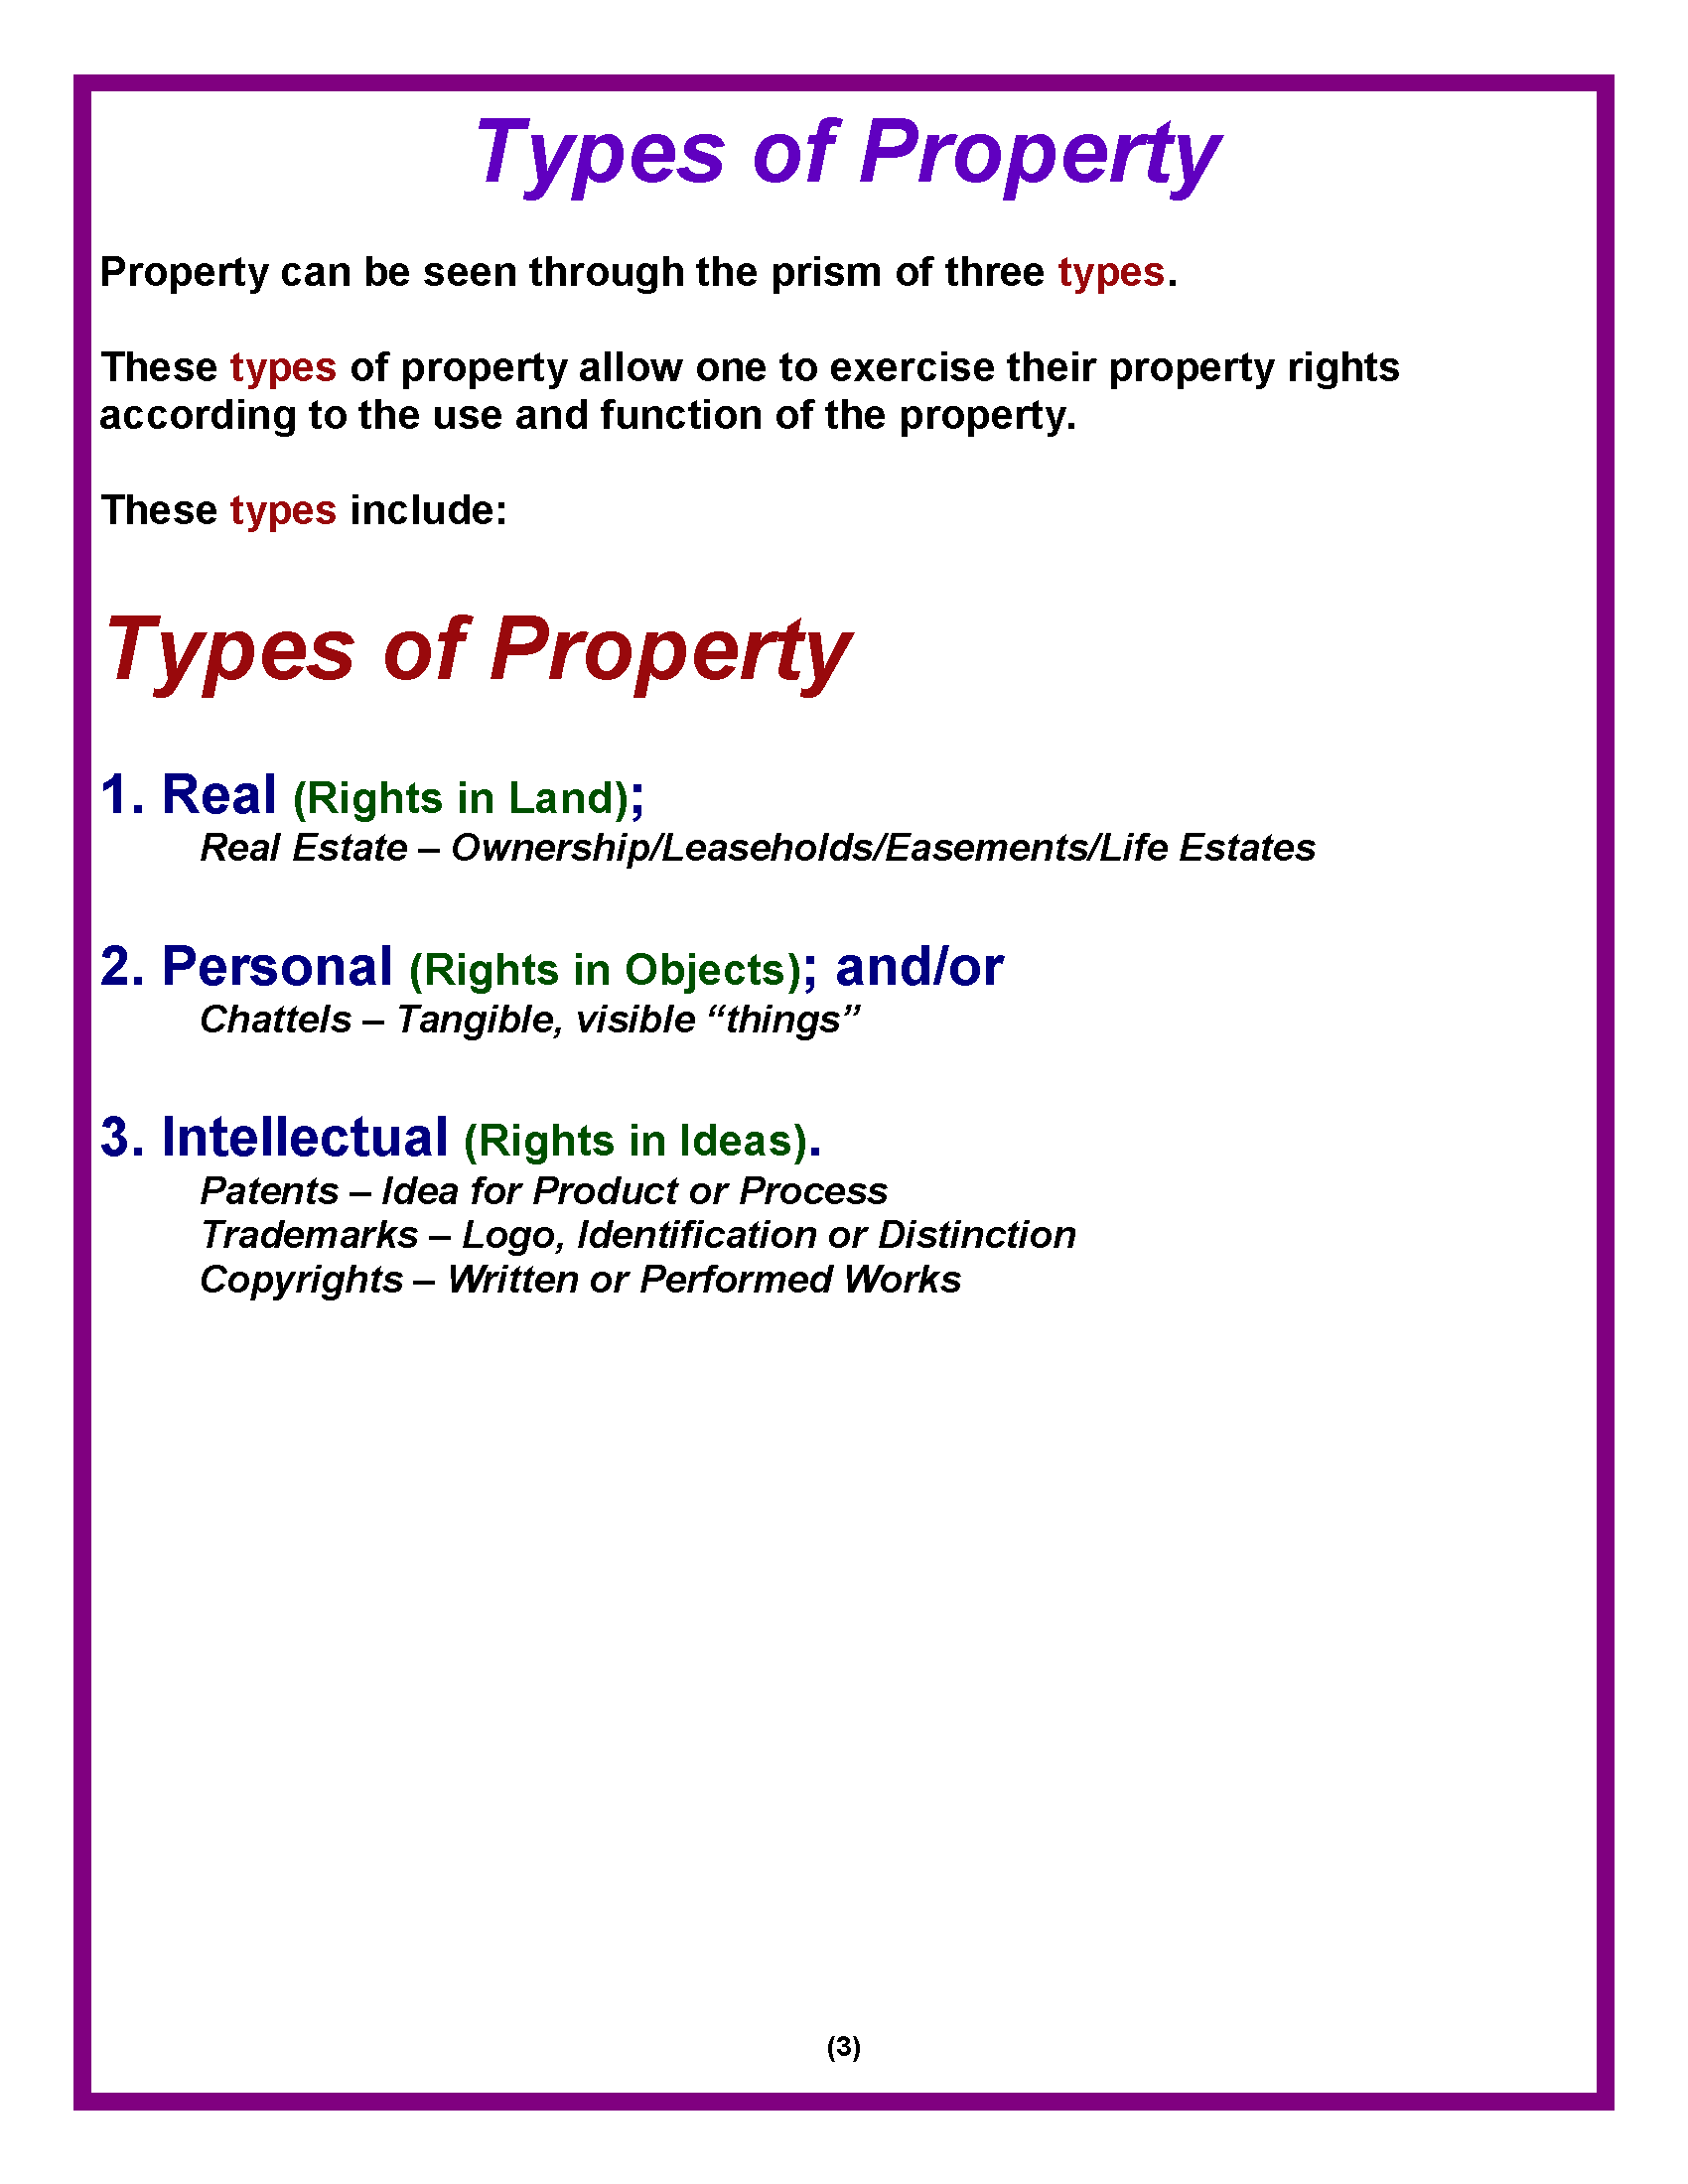 Types of Property
Property can be seen through the prism of three types.
These types of property allow one to exercise their property rights
according to the use and function of the property.
These types include:
Types of Property
1. Real (Rights in Land);
Real Estate – Ownership/Leaseholds/Easements/Life Estates
2. Personal (Rights in Objects); and/or
Chattels – Tangible, visible “things”
3. Intellectual (Rights in Ideas).
Patents – Idea for Product or Process
Trademarks – Logo, Identification or Distinction
Copyrights – Written or Performed Works
(3)